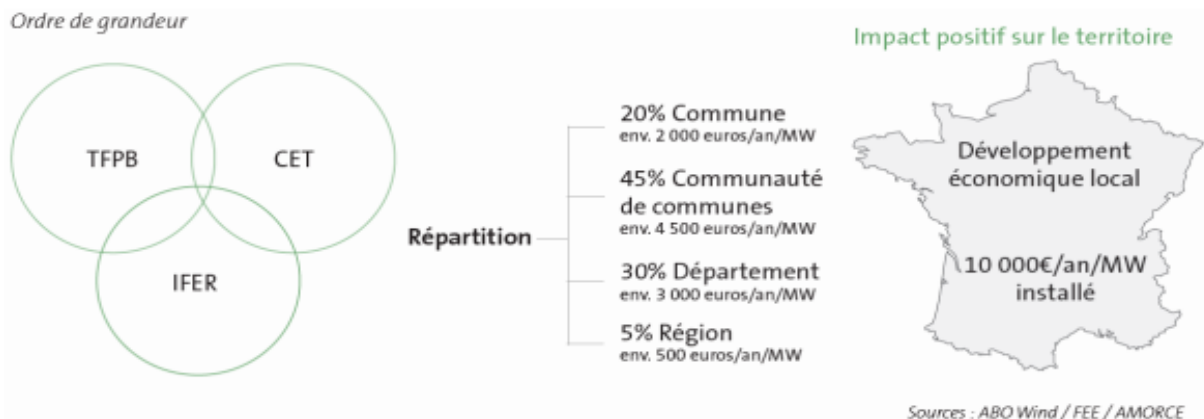 Ordre de grandeur
TFPB
CET
IFER
Répartition
20% Commune
env. 2 000 euros/an/MW
45% Communauté
de communes
env. 4 500 euros/an/MW
30% Département
env. 3 000 euros/an/MW
5% Région
env. 500 euros/an/MW
Impact positif sur le territoire
Développement
économique local
10 000€/an/MW
installé
Sources : ABO Wind / FEE / AMORCE